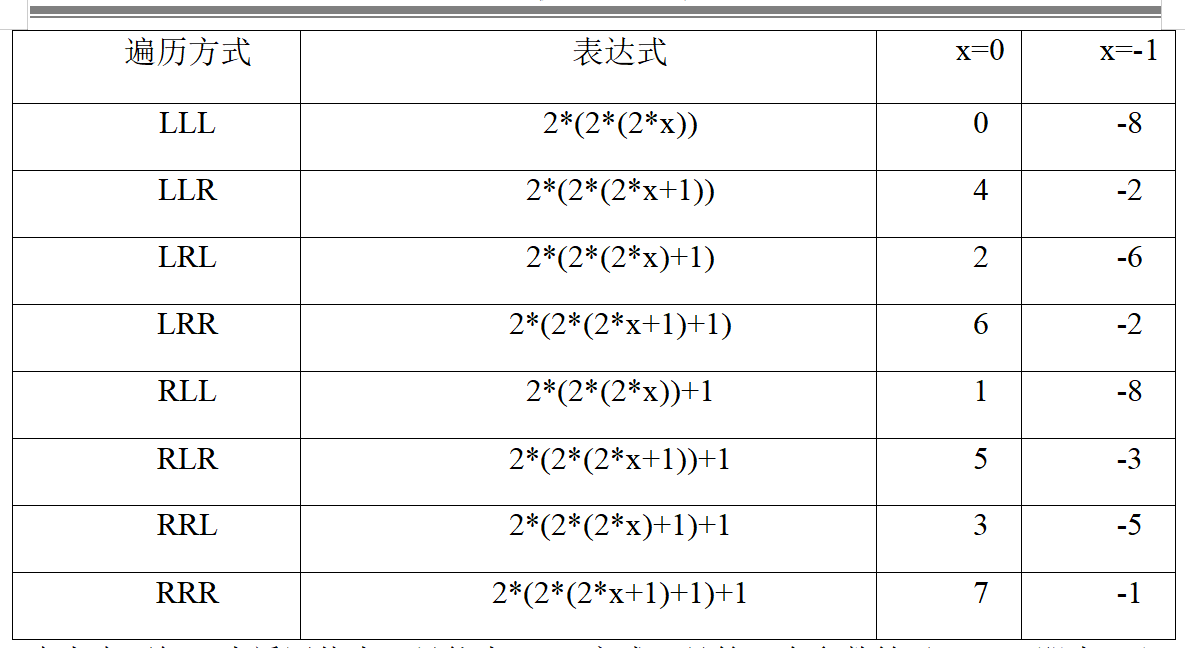 遍历方式 表达式 x=0 x=-1
LLL 2*(2*(2*x)) 0 -8
LLR 2*(2*(2*x+1)) 4 -2
LRL 2*(2*(2*x)+1) 2 -6
LRR 2*(2*(2*x+1)+1) 6 -2
RLL 2*(2*(2*x))+1 1 -8
RLR 2*(2*(2*x+1))+1 5 -3
RRL 2*(2*(2*x)+1)+1 3 -5
RRR 2*(2*(2*x+1)+1)+1 7 -1